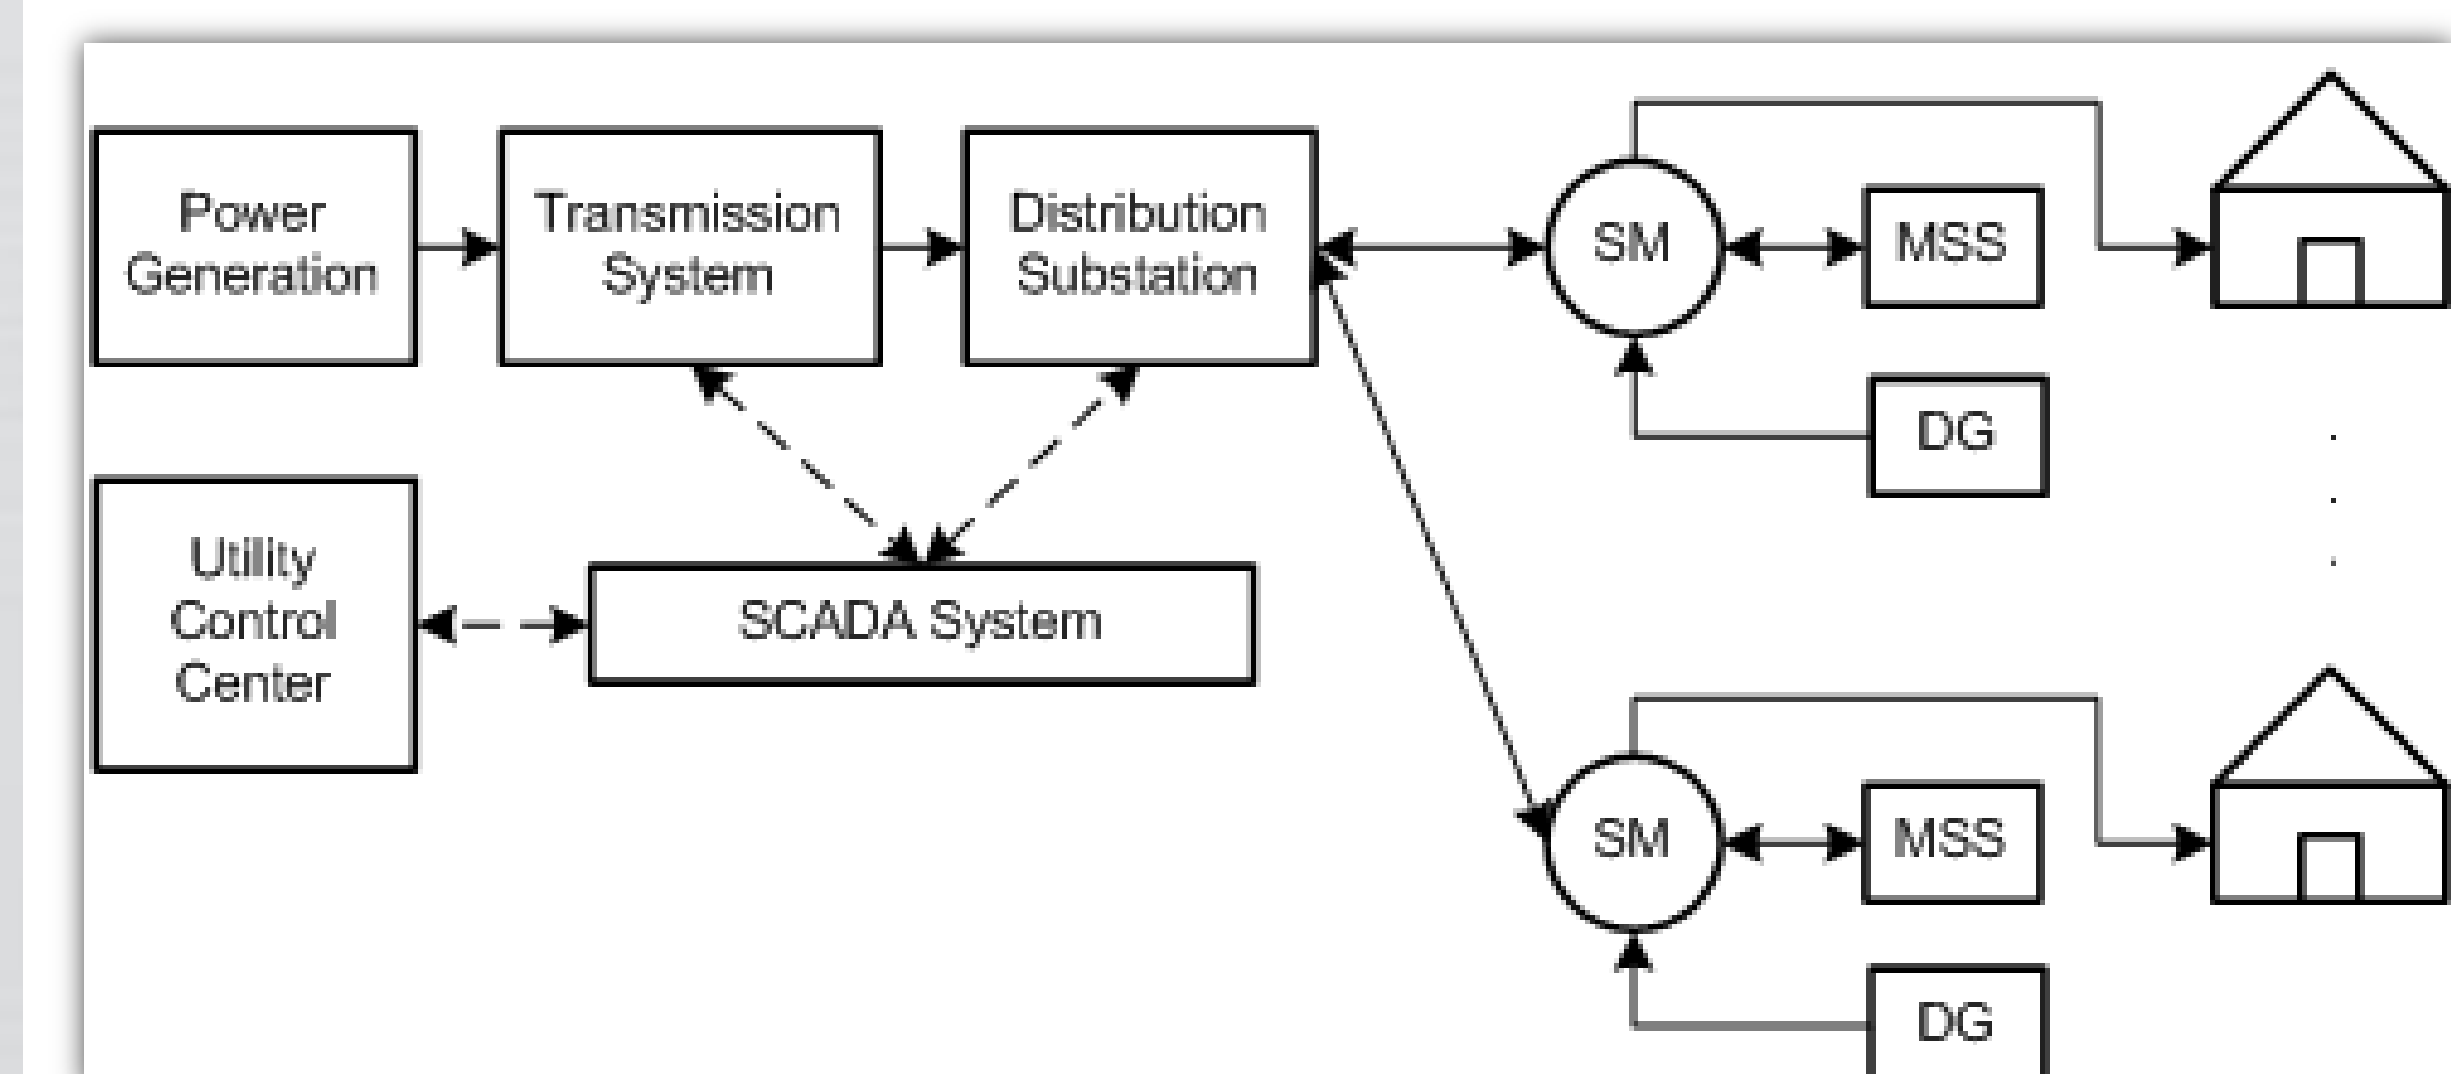 Power
Generation
Transmission
System
Distribution
Substation
SM
MSS
DG
Utility
Control
Center
SCADA System
SM
MSS
DG